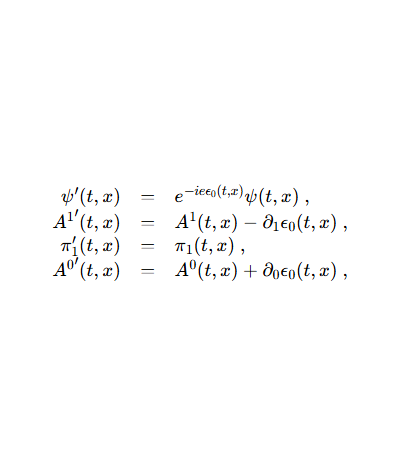 ψ′(t, x) = e^{−ieϵ₀(t,x)}ψ(t, x) ,
A^{1′}(t, x) = A¹(t, x) − ∂₁ϵ₀(t, x) ,
π′₁(t, x) = π₁(t, x) ,
A^{0′}(t, x) = A⁰(t, x) + ∂₀ϵ₀(t, x) ,